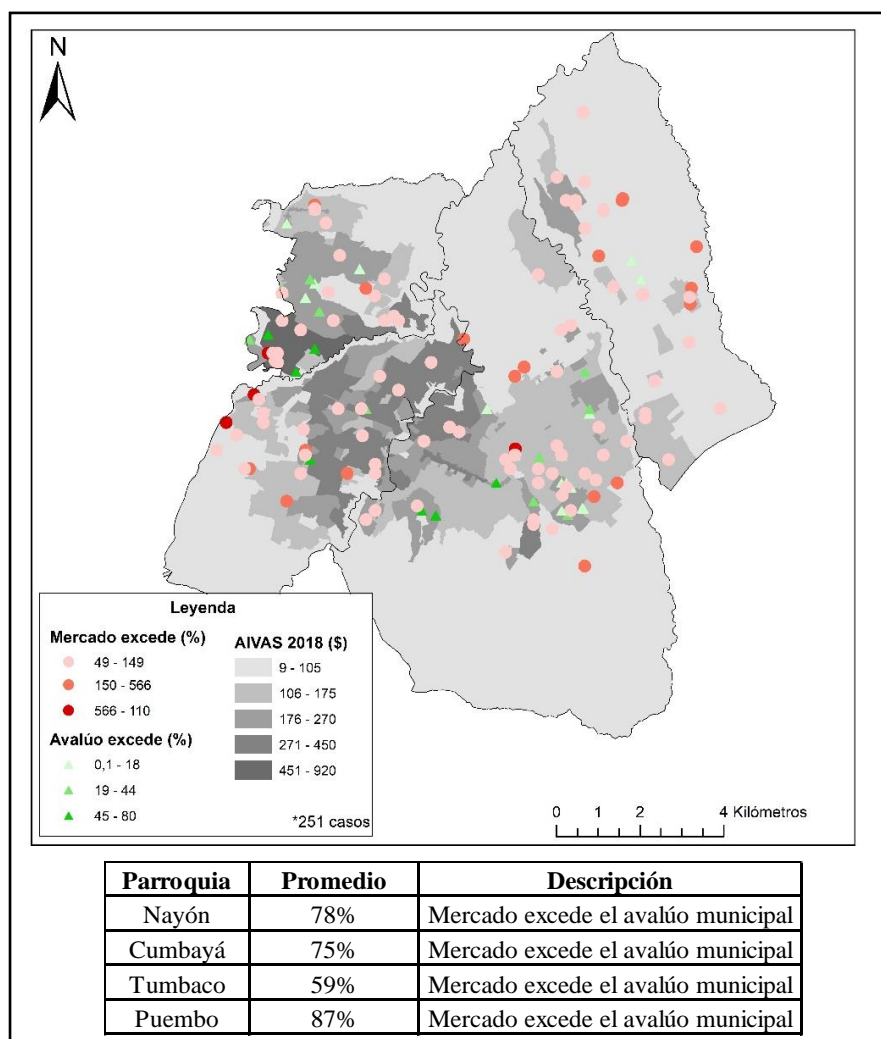 N
Leyenda
Mercado excede (%)
49 - 149
150 - 566
566 - 110
Avalúo excede (%)
0,1 - 18
19 - 44
45 - 80
AIVAS 2018 ($)
9 - 105
106 - 175
176 - 270
271 - 450
451 - 920
*251 casos
0 1 2 4 Kilómetros
Parroquia Promedio Descripción
Nayón 78% Mercado excede el avalúo municipal
Cumbayá 75% Mercado excede el avalúo municipal
Tumbaco 59% Mercado excede el avalúo municipal
Puembo 87% Mercado excede el avalúo municipal